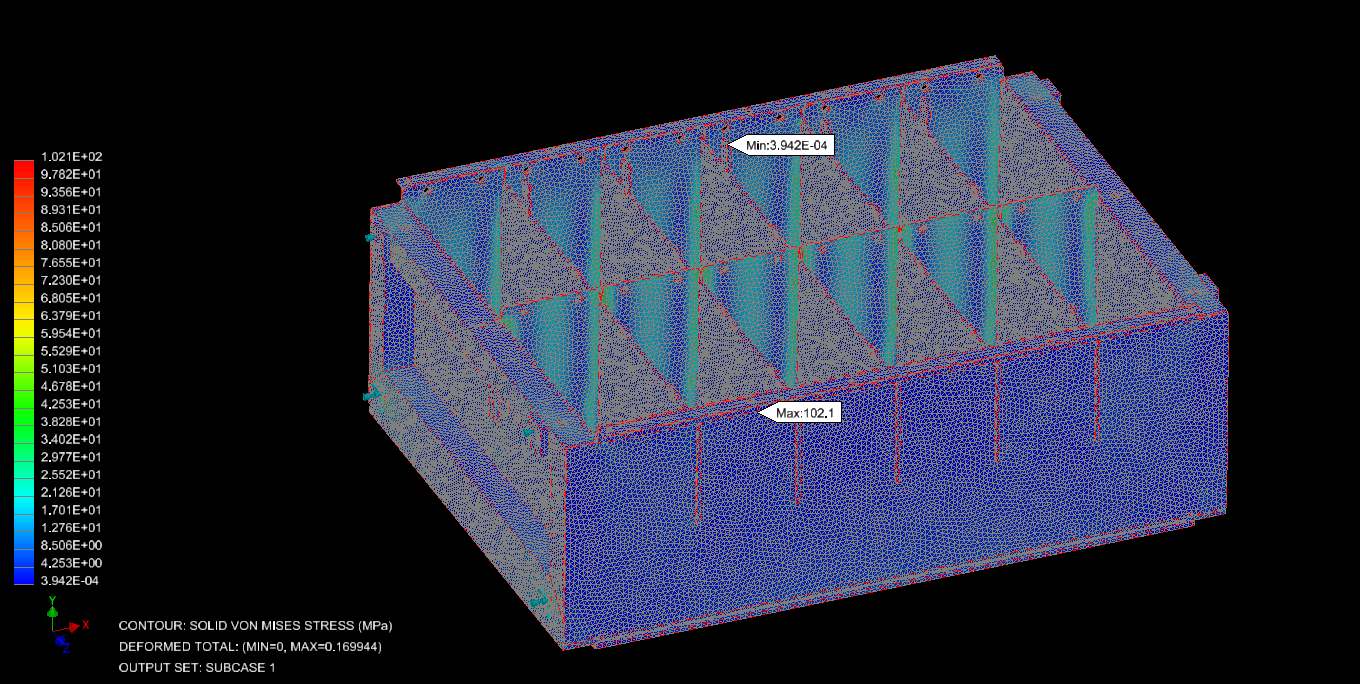 1.021E+02
9.782E+01
9.356E+01
8.931E+01
8.506E+01
8.080E+01
7.655E+01
7.230E+01
6.805E+01
6.379E+01
5.954E+01
5.529E+01
5.103E+01
4.678E+01
4.253E+01
3.828E+01
3.402E+01
2.977E+01
2.552E+01
2.126E+01
1.701E+01
1.276E+01
8.506E+00
4.253E+00
3.942E-04
Min:3.942E-04
Max:102.1
Y
X
Z
CONTOUR: SOLID VON MISES STRESS (MPa)
DEFORMED TOTAL: (MIN=0, MAX=0.169944)
OUTPUT SET: SUBCASE 1